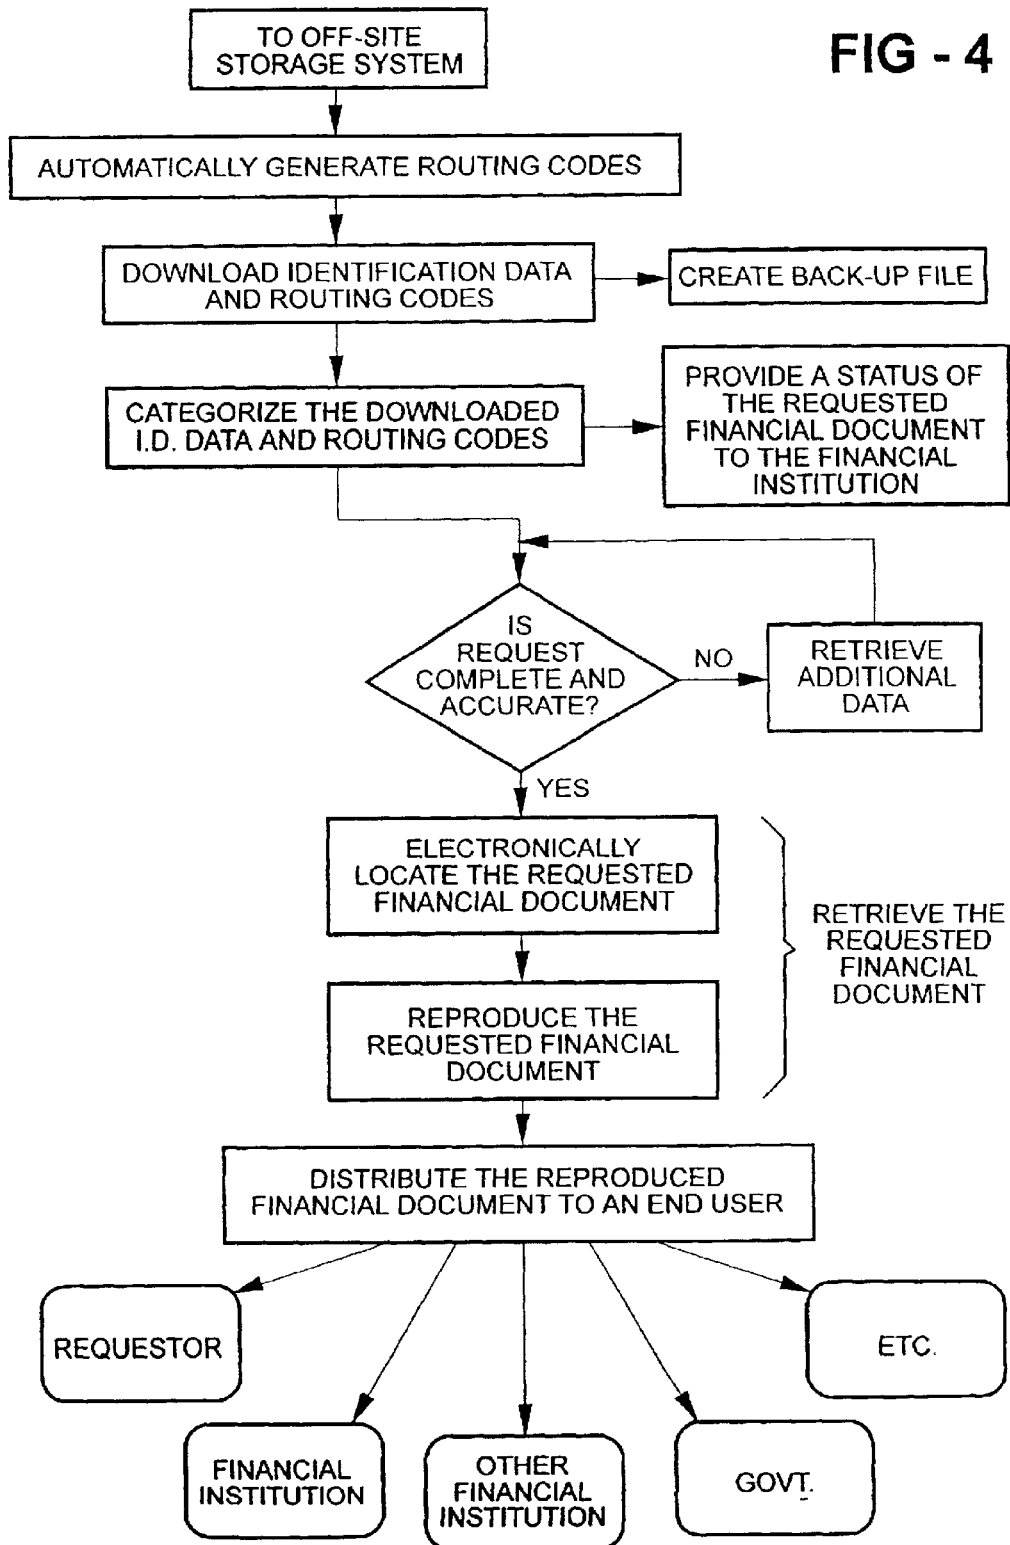 FIG - 4
TO OFF-SITE
STORAGE SYSTEM
AUTOMATICALLY GENERATE ROUTING CODES
DOWNLOAD IDENTIFICATION DATA
AND ROUTING CODES
CREATE BACK-UP FILE
CATEGORIZE THE DOWNLOADED
I.D. DATA AND ROUTING CODES
PROVIDE A STATUS OF
THE REQUESTED
FINANCIAL DOCUMENT
TO THE FINANCIAL
INSTITUTION
IS
REQUEST
COMPLETE AND
ACCURATE?
NO
RETRIEVE
ADDITIONAL
DATA
YES
ELECTRONICALLY
LOCATE THE REQUESTED
FINANCIAL DOCUMENT
REPRODUCE THE
REQUESTED FINANCIAL
DOCUMENT
RETRIEVE THE
REQUESTED
FINANCIAL
DOCUMENT
DISTRIBUTE THE REPRODUCED
FINANCIAL DOCUMENT TO AN END USER
REQUESTOR
FINANCIAL
INSTITUTION
OTHER
FINANCIAL
INSTITUTION
GOVT.
ETC.